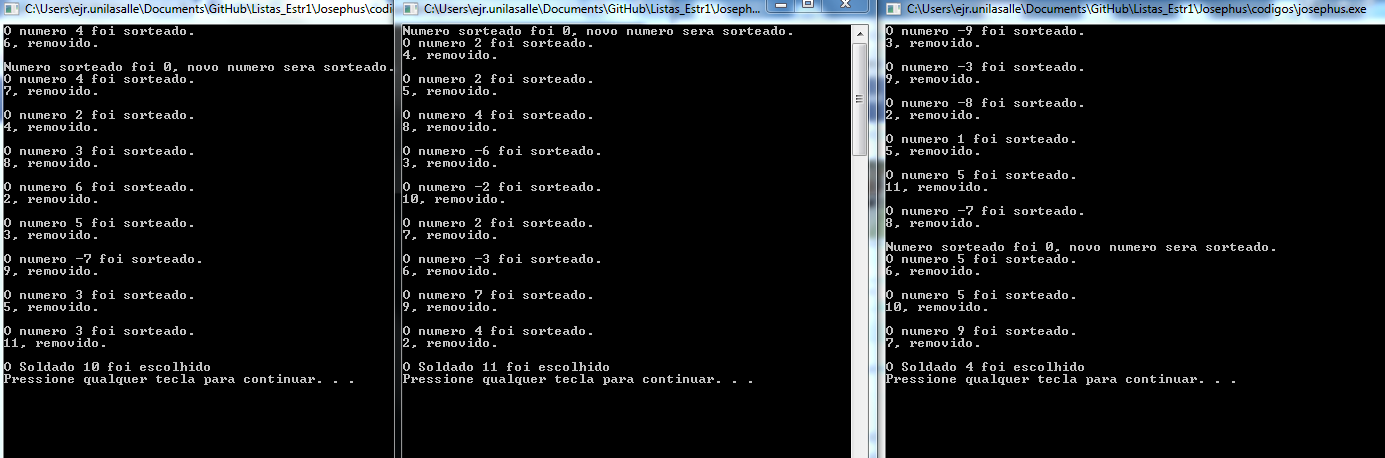 C:\Users\ejr.unilasalle\Documents\GitHub\Listas_Estr1\Josephus\codi
O numero 4 foi sorteado.
6, removido.
Numero sorteado foi 0, novo numero sera sorteado.
O numero 4 foi sorteado.
7, removido.
O numero 2 foi sorteado.
4, removido.
O numero 3 foi sorteado.
8, removido.
O numero 6 foi sorteado.
2, removido.
O numero 5 foi sorteado.
3, removido.
O numero -7 foi sorteado.
9, removido.
O numero 3 foi sorteado.
5, removido.
O numero 3 foi sorteado.
11, removido.
O Soldado 10 foi escolhido
Pressione qualquer tecla para continuar. . .
C:\Users\ejr.unilasalle\Documents\GitHub\Listas_Estr1\Joseph...
Numero sorteado foi 0, novo numero sera sorteado.
O numero 2 foi sorteado.
4, removido.
O numero 2 foi sorteado.
5, removido.
O numero 4 foi sorteado.
8, removido.
O numero -6 foi sorteado.
3, removido.
O numero -2 foi sorteado.
10, removido.
O numero 2 foi sorteado.
7, removido.
O numero -3 foi sorteado.
6, removido.
O numero 7 foi sorteado.
9, removido.
O numero 4 foi sorteado.
2, removido.
O Soldado 11 foi escolhido
Pressione qualquer tecla para continuar. . .
C:\Users\ejr.unilasalle\Documents\GitHub\Listas_Estr1\Josephus\codigos\josephus.exe
O numero -9 foi sorteado.
3, removido.
O numero -3 foi sorteado.
9, removido.
O numero -8 foi sorteado.
2, removido.
O numero 1 foi sorteado.
5, removido.
O numero 5 foi sorteado.
11, removido.
O numero -7 foi sorteado.
8, removido.
Numero sorteado foi 0, novo numero sera sorteado.
O numero 5 foi sorteado.
6, removido.
O numero 5 foi sorteado.
10, removido.
O numero 9 foi sorteado.
7, removido.
O Soldado 4 foi escolhido
Pressione qualquer tecla para continuar. . .